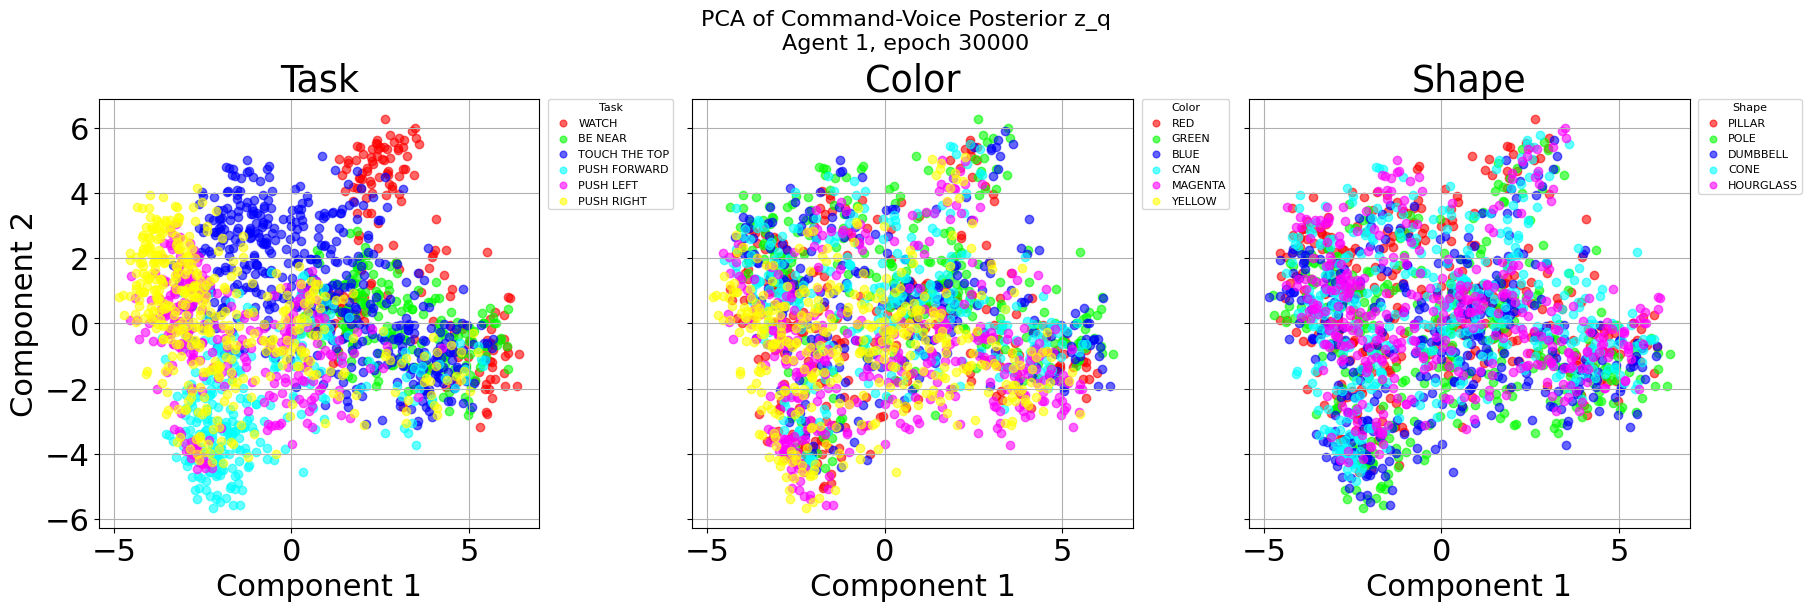 PCA of Command-Voice Posterior z_q
Agent 1, epoch 30000
Task
Color
Shape
Task
WATCH
BE NEAR
TOUCH THE TOP
PUSH FORWARD
PUSH LEFT
PUSH RIGHT
Color
RED
GREEN
BLUE
CYAN
MAGENTA
YELLOW
Shape
PILLAR
POLE
DUMBBELL
CONE
HOURGLASS
Component 2
6
4
2
0
−2
−4
−6
−5 0 5
−5 0 5
−5 0 5
Component 1
Component 1
Component 1